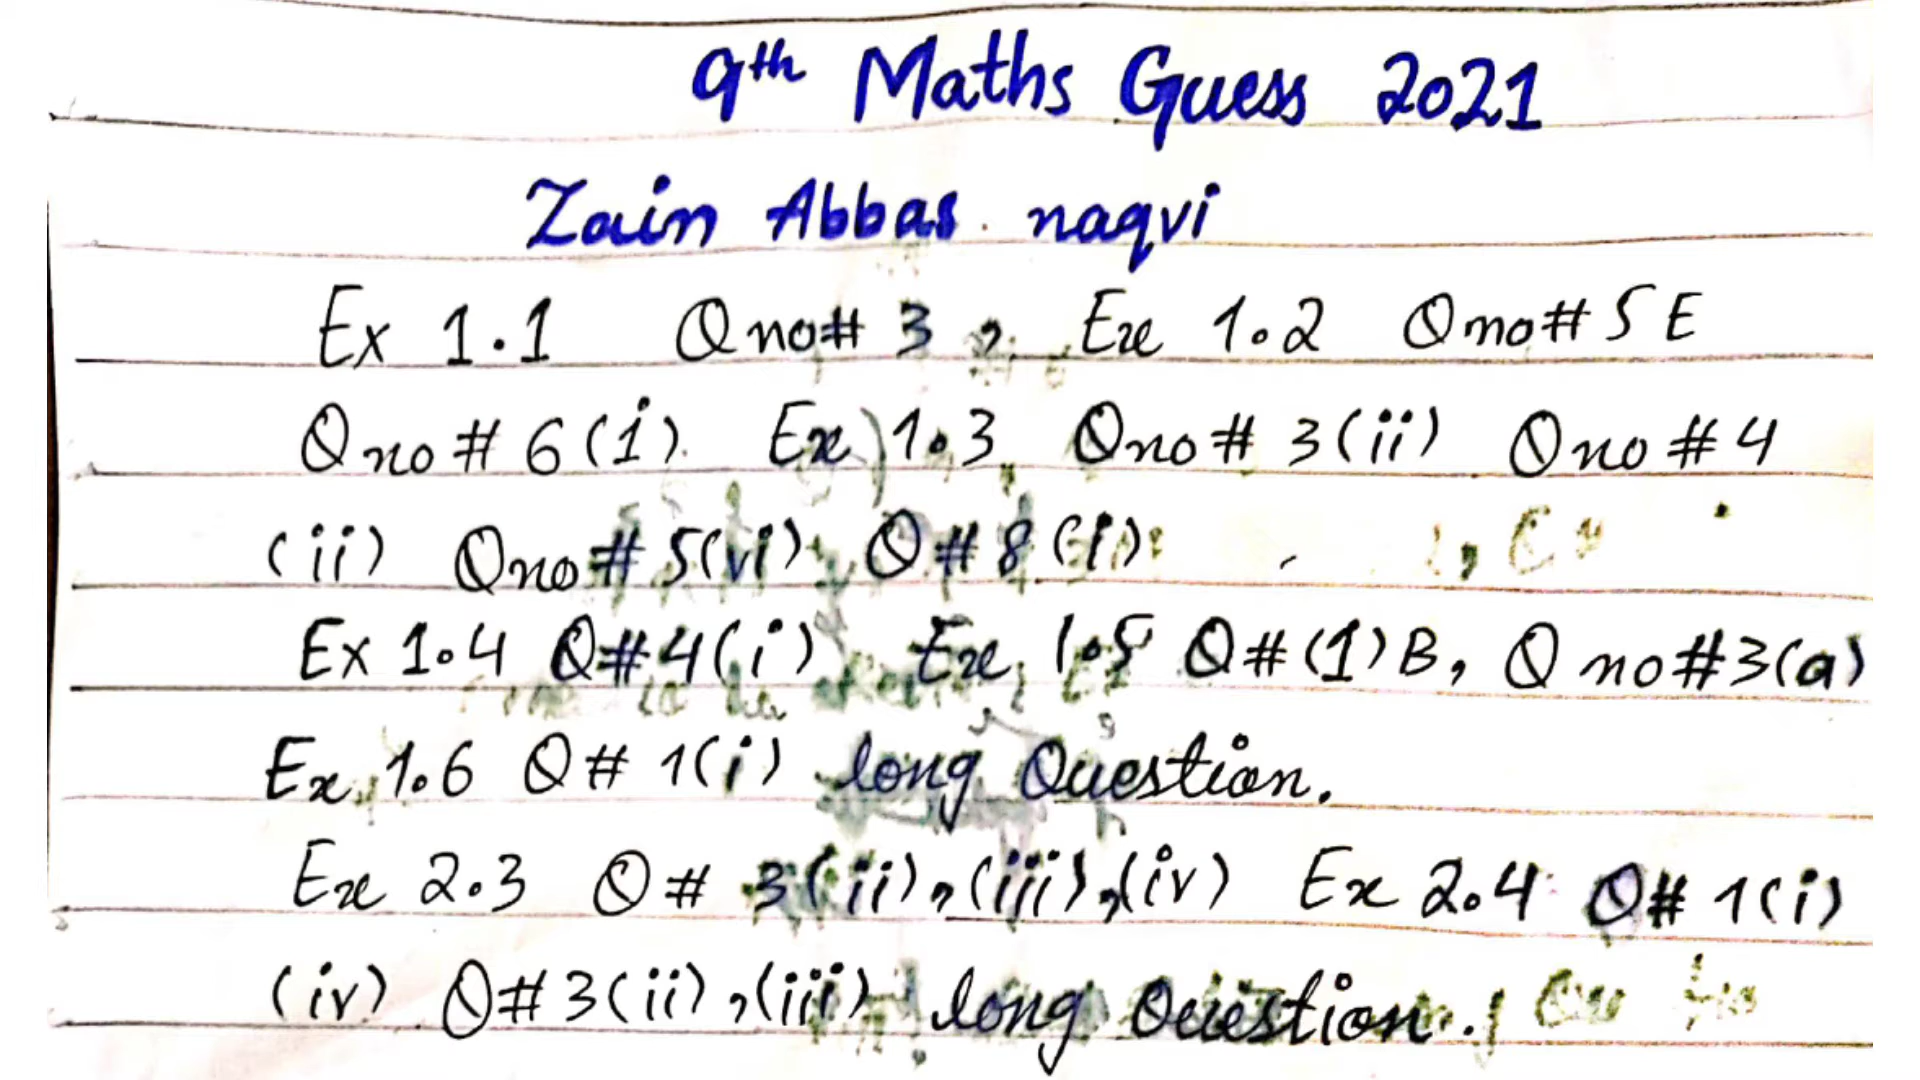 9th Maths Guess 2021
Zain Abbas naqvi
Ex 1.1 Q no# 3, Ex 1.2 Q no# 5 E
Q no # 6 (i). Ex 1.3 Q no # 3(ii) Q no # 4
(ii) Q no # 5(vi), Q # 8 (i)
Ex 1.4 Q#4(i) Ex 1.5 Q#(1)B, Q no#3(a)
Ex 1.6 Q# 1(i) long Question.
Ex 2.3 Q# 3(ii),(iii),(iv) Ex 2.4 Q# 1(i)
(iv) Q#3(ii),(iii) long Question.